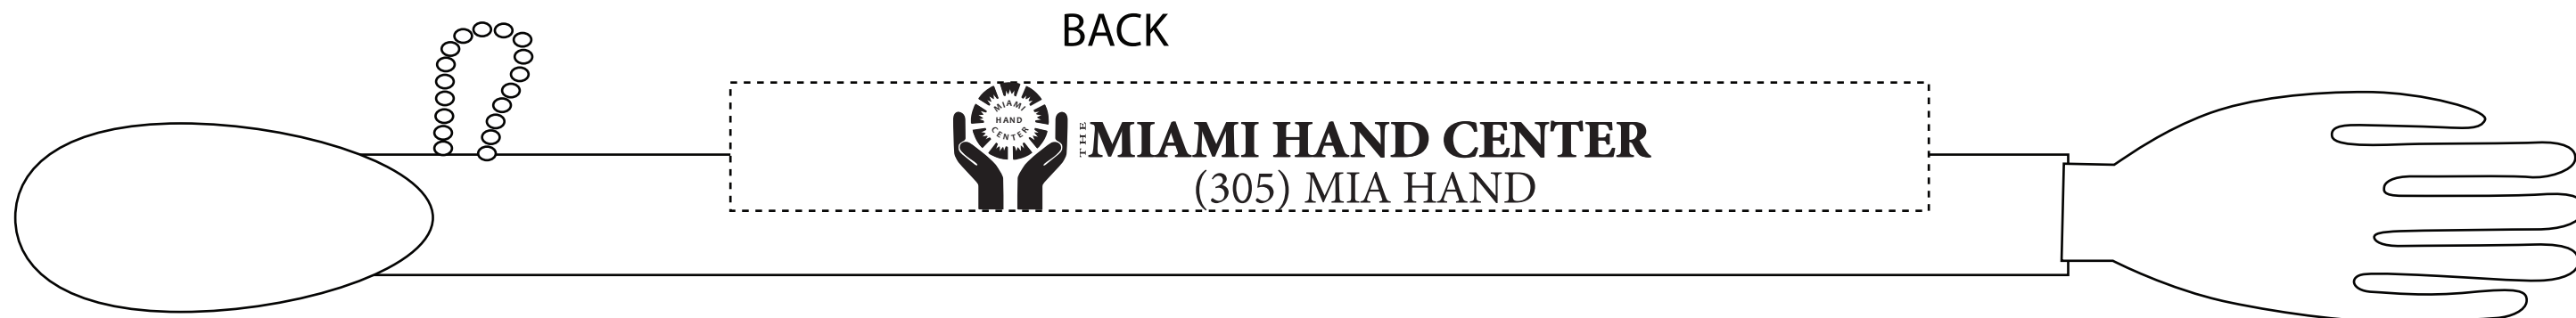 BACK
MIAMI
HAND
CENTER
THE MIAMI HAND CENTER
(305) MIA HAND